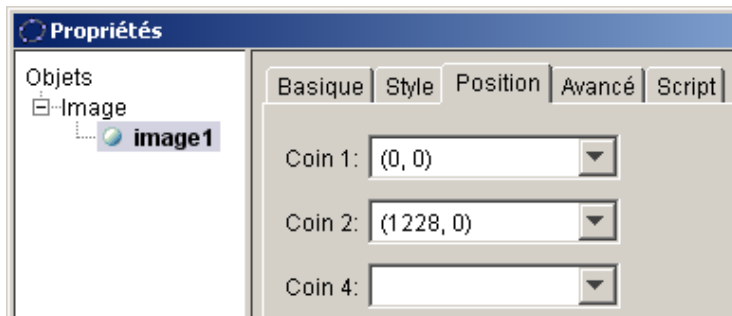 Propriétés
Objets
Image
image1
Basique Style Position Avancé Script
Coin 1: (0, 0)
Coin 2: (1228, 0)
Coin 4: